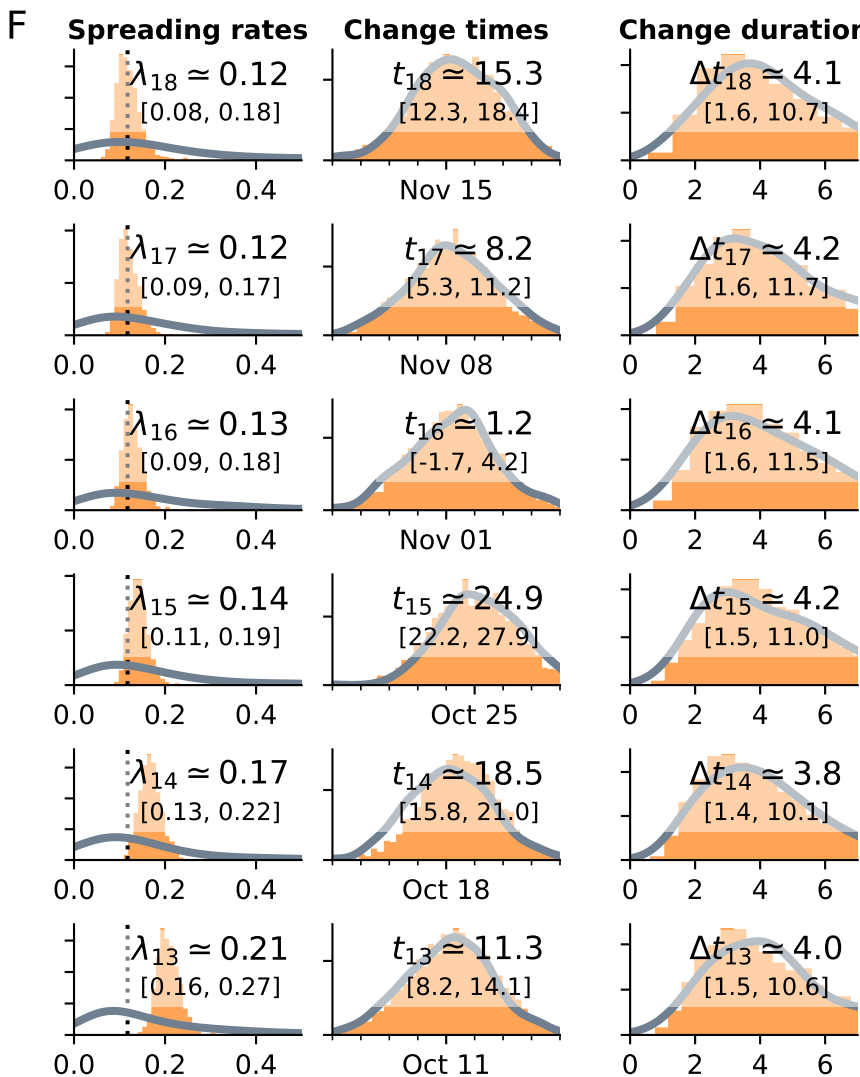 F
Spreading rates Change times Change duration
λ18 ≃ 0.12 t18 ≃ 15.3 Δt18 ≃ 4.1
[0.08, 0.18] [12.3, 18.4] [1.6, 10.7]
0.0 0.2 0.4 Nov 15 0 2 4 6
λ17 ≃ 0.12 t17 ≃ 8.2 Δt17 ≃ 4.2
[0.09, 0.17] [5.3, 11.2] [1.6, 11.7]
0.0 0.2 0.4 Nov 08 0 2 4 6
λ16 ≃ 0.13 t16 ≃ 1.2 Δt16 ≃ 4.1
[0.09, 0.18] [-1.7, 4.2] [1.6, 11.5]
0.0 0.2 0.4 Nov 01 0 2 4 6
λ15 ≃ 0.14 t15 ≃ 24.9 Δt15 ≃ 4.2
[0.11, 0.19] [22.2, 27.9] [1.5, 11.0]
0.0 0.2 0.4 Oct 25 0 2 4 6
λ14 ≃ 0.17 t14 ≃ 18.5 Δt14 ≃ 3.8
[0.13, 0.22] [15.8, 21.0] [1.4, 10.1]
0.0 0.2 0.4 Oct 18 0 2 4 6
λ13 ≃ 0.21 t13 ≃ 11.3 Δt13 ≃ 4.0
[0.16, 0.27] [8.2, 14.1] [1.5, 10.6]
0.0 0.2 0.4 Oct 11 0 2 4 6